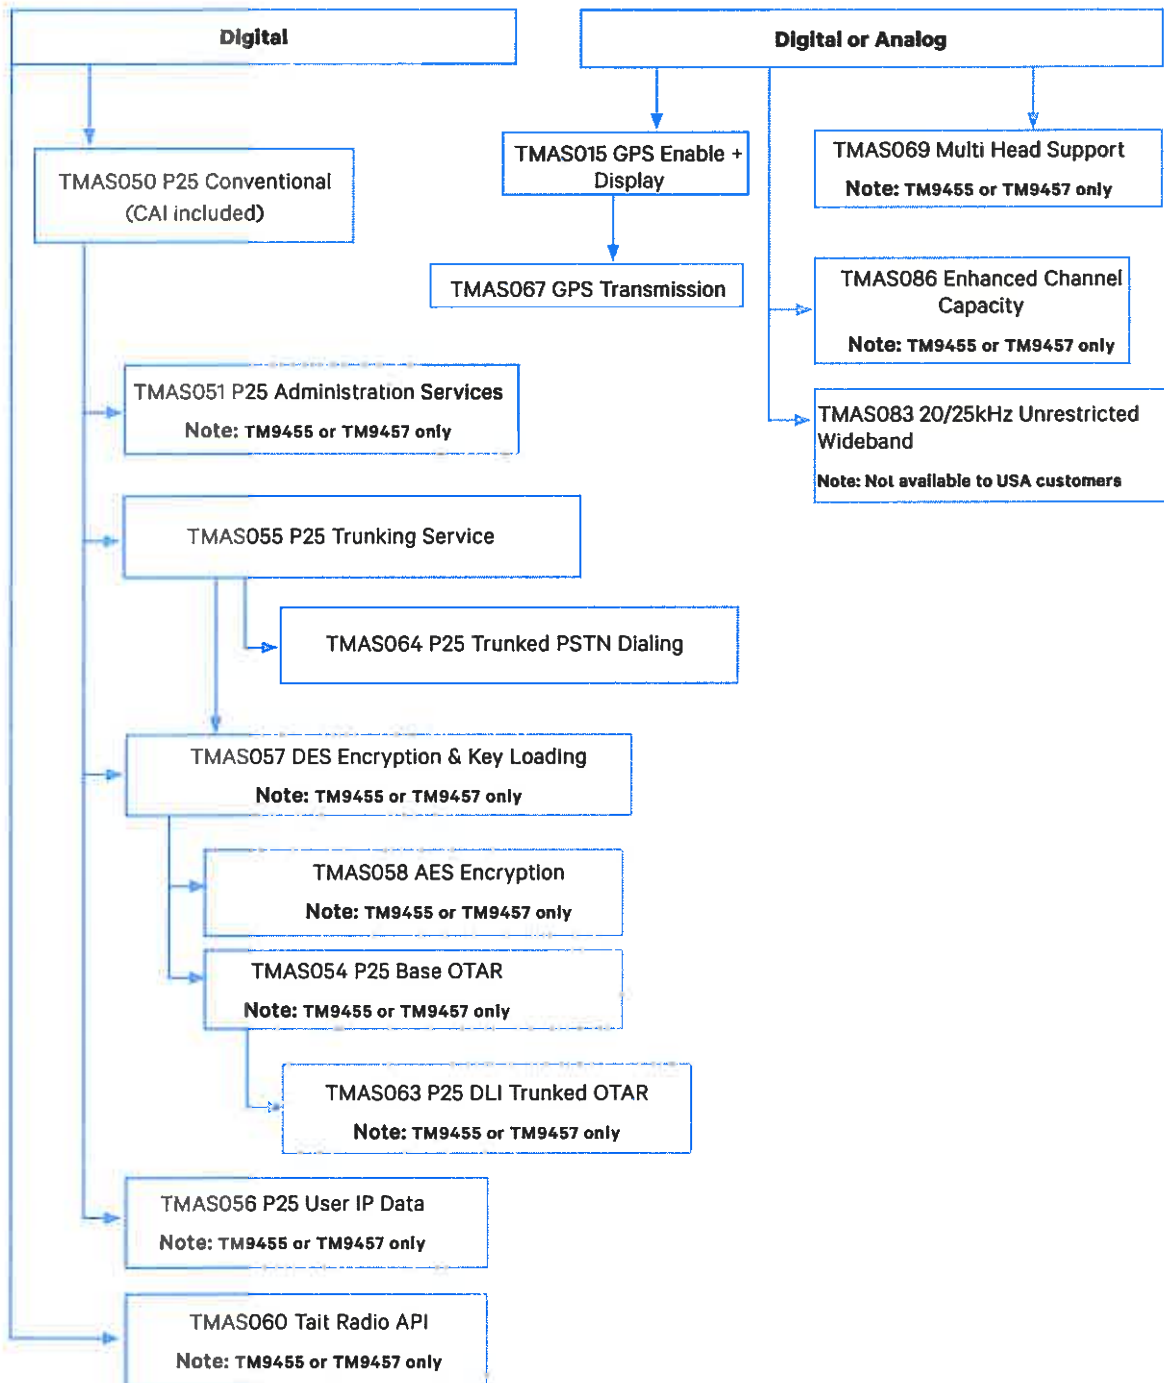 Digital
TMAS050 P25 Conventional
(CAI included)
TMAS051 P25 Administration Services
Note: TM9455 or TM9457 only
TMAS055 P25 Trunking Service
TMAS064 P25 Trunked PSTN Dialing
TMAS057 DES Encryption & Key Loading
Note: TM9455 or TM9457 only
TMAS058 AES Encryption
Note: TM9455 or TM9457 only
TMAS054 P25 Base OTAR
Note: TM9455 or TM9457 only
TMAS063 P25 DLI Trunked OTAR
Note: TM9455 or TM9457 only
TMAS056 P25 User IP Data
Note: TM9455 or TM9457 only
TMAS060 Tait Radio API
Note: TM9455 or TM9457 only
Digital or Analog
TMAS015 GPS Enable +
Display
TMAS067 GPS Transmission
TMAS069 Multi Head Support
Note: TM9455 or TM9457 only
TMAS086 Enhanced Channel
Capacity
Note: TM9455 or TM9457 only
TMAS083 20/25kHz Unrestricted
Wideband
Note: Not available to USA customers